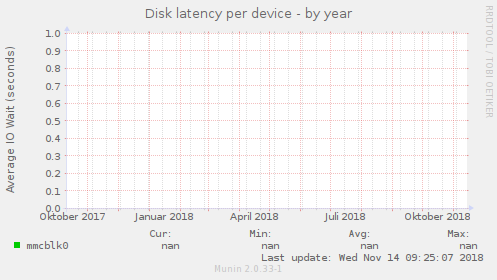 Disk latency per device - by year
RRDTOOL / TOBI OETIKER
Average IO Wait (seconds)
1.0
0.9
0.8
0.7
0.6
0.5
0.4
0.3
0.2
0.1
0.0
Oktober 2017 Januar 2018 April 2018 Juli 2018 Oktober 2018
Cur: Min: Avg: Max:
mmcblk0 nan nan nan nan
Last update: Wed Nov 14 09:25:07 2018
Munin 2.0.33-1